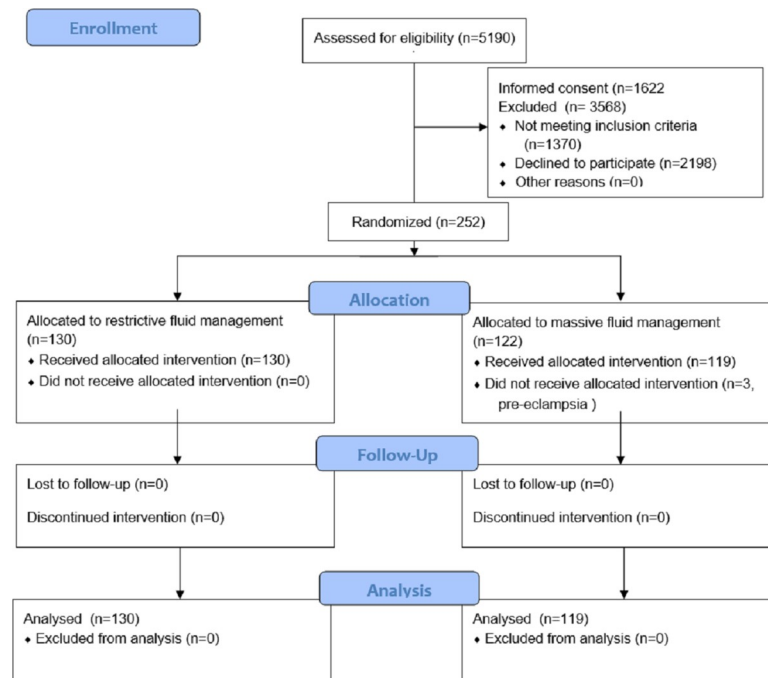 Enrollment
Assessed for eligibility (n=5190)
Informed consent (n=1622
Excluded (n= 3568)
♦ Not meeting inclusion criteria
(n=1370)
♦ Declined to participate (n=2198)
♦ Other reasons (n=0)
Randomized (n=252)
Allocation
Allocated to restrictive fluid management
(n=130)
♦ Received allocated intervention (n=130)
♦ Did not receive allocated intervention (n=0)
Allocated to massive fluid management
(n=122)
♦ Received allocated intervention (n=119)
♦ Did not receive allocated intervention (n=3,
pre-eclampsia )
Follow-Up
Lost to follow-up (n=0)
Discontinued intervention (n=0)
Lost to follow-up (n=0)
Discontinued intervention (n=0)
Analysis
Analysed (n=130)
♦ Excluded from analysis (n=0)
Analysed (n=119)
♦ Excluded from analysis (n=0)